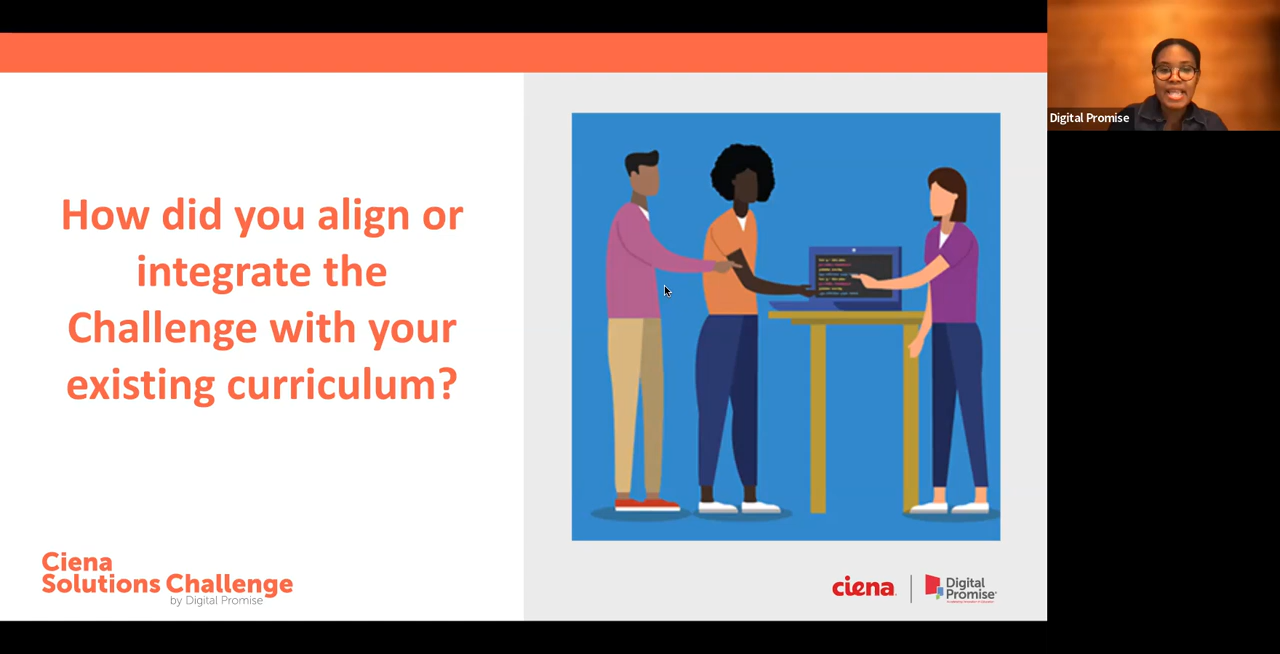 How did you align or
integrate the
Challenge with your
existing curriculum?
Ciena
Solutions Challenge
by Digital Promise
ciena
Digital
Promise
Digital Promise